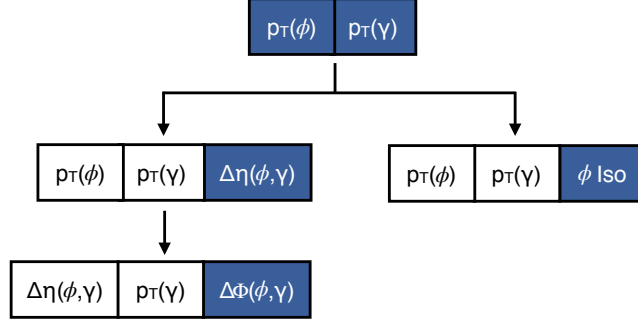 pT(ϕ) pT(γ)
pT(ϕ) pT(γ) Δη(ϕ,γ)
pT(ϕ) pT(γ) ϕ Iso
Δη(ϕ,γ) pT(γ) ΔΦ(ϕ,γ)